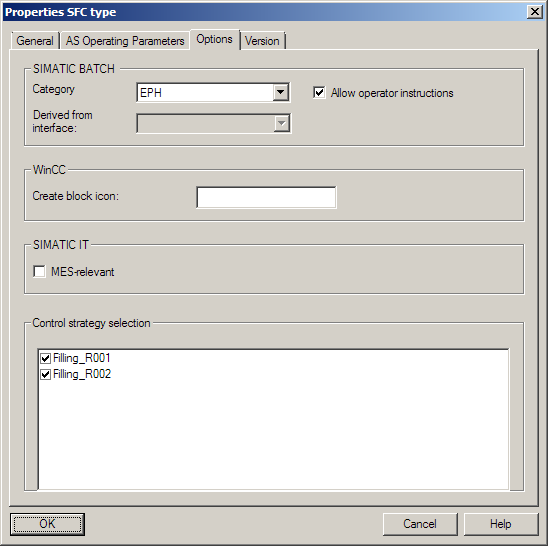 Properties SFC type
General
AS Operating Parameters
Options
Version
SIMATIC BATCH
Category
EPH
Allow operator instructions
Derived from
interface:
WinCC
Create block icon:
SIMATIC IT
MES-relevant
Control strategy selection
Filling_R001
Filling_R002
OK
Cancel
Help